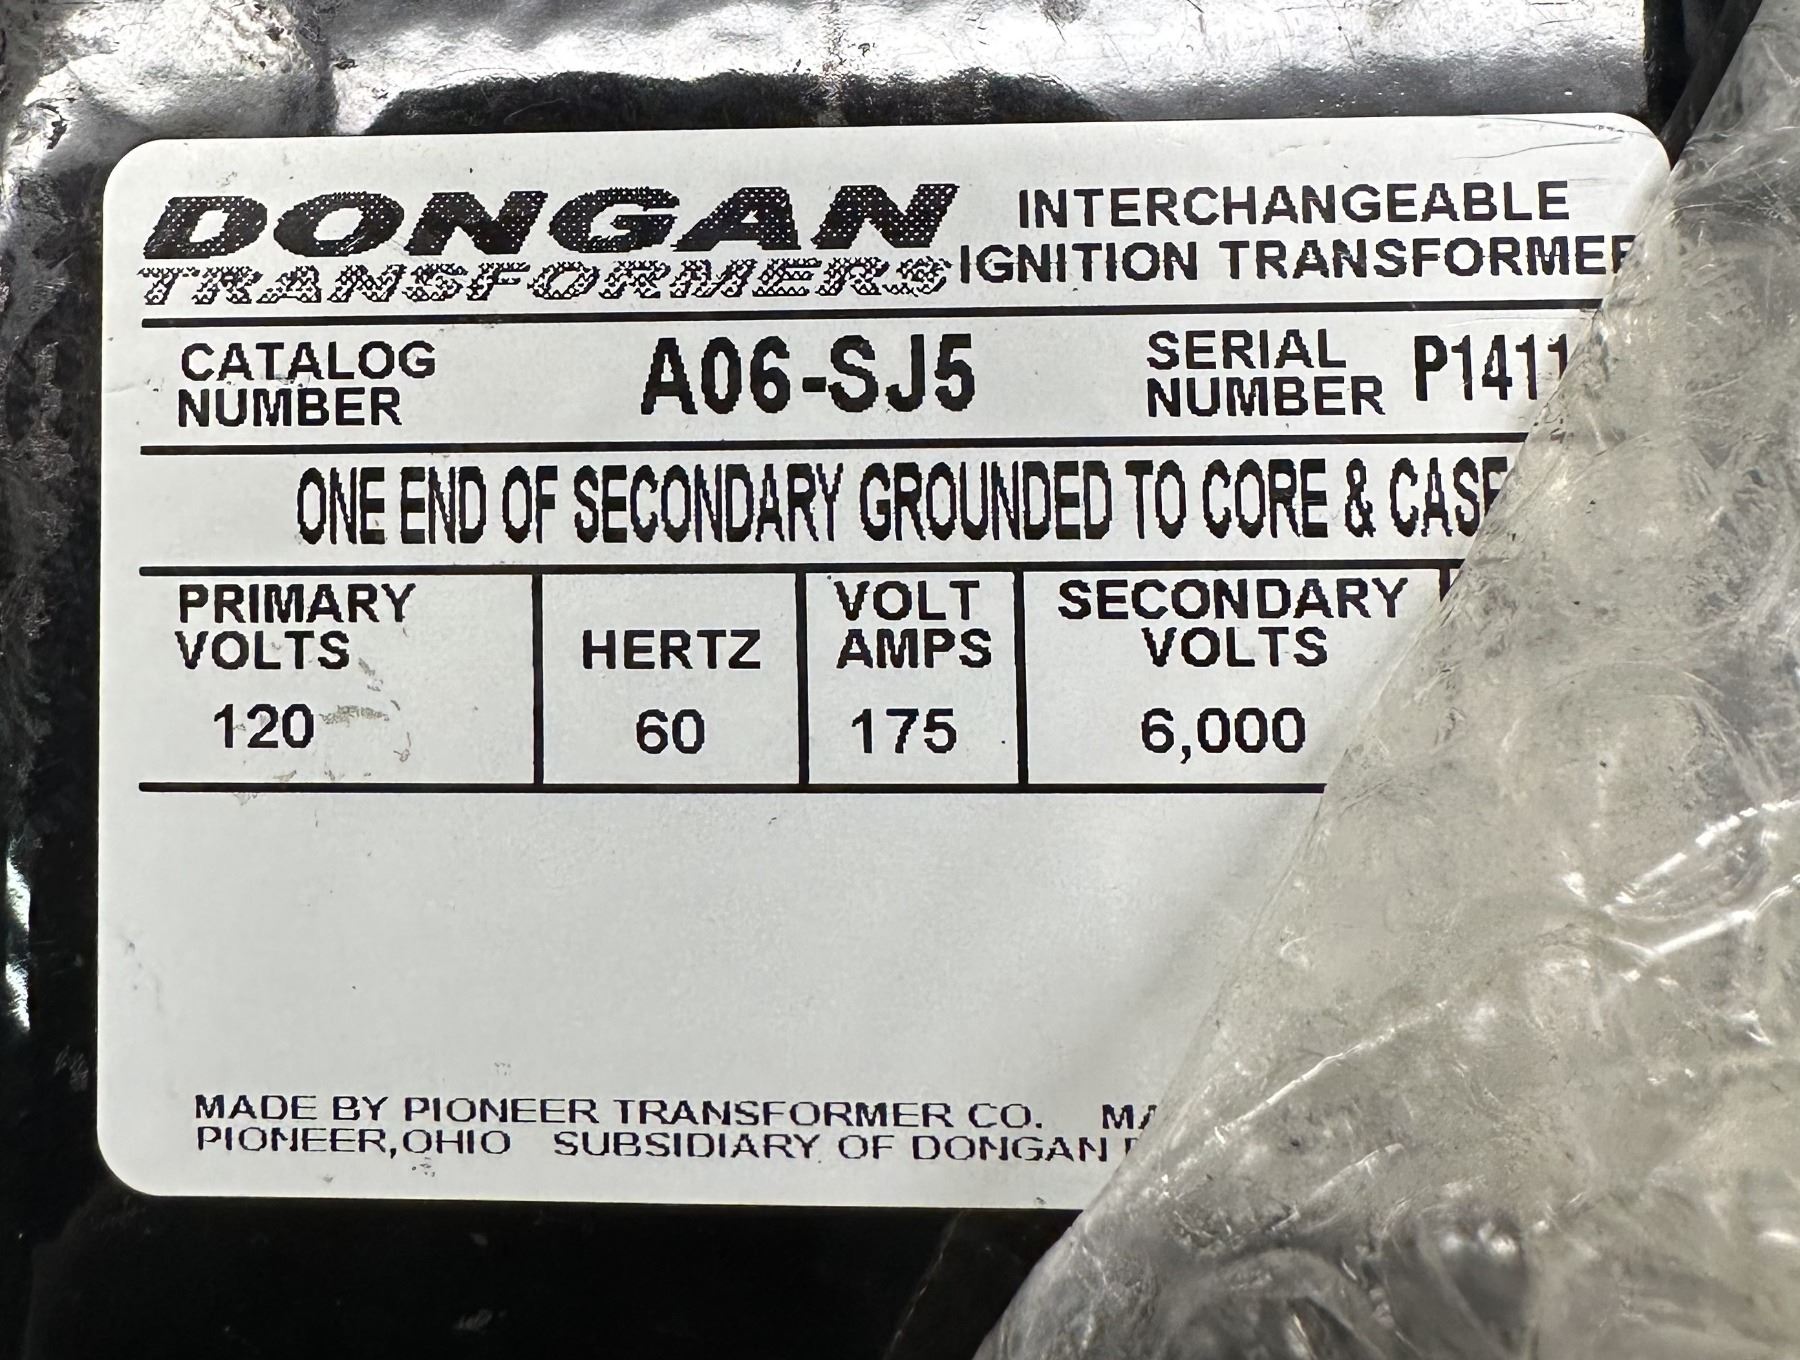 DONGAN
TRANSFORMERS
INTERCHANGEABLE
IGNITION TRANSFORMER
CATALOG
NUMBER
A06-SJ5
SERIAL
NUMBER
P1411
ONE END OF SECONDARY GROUNDED TO CORE & CASE
PRIMARY
VOLTS
120
HERTZ
60
VOLT
AMPS
175
SECONDARY
VOLTS
6,000
MADE BY PIONEER TRANSFORMER CO.
PIONEER,OHIO SUBSIDIARY OF DONGAN